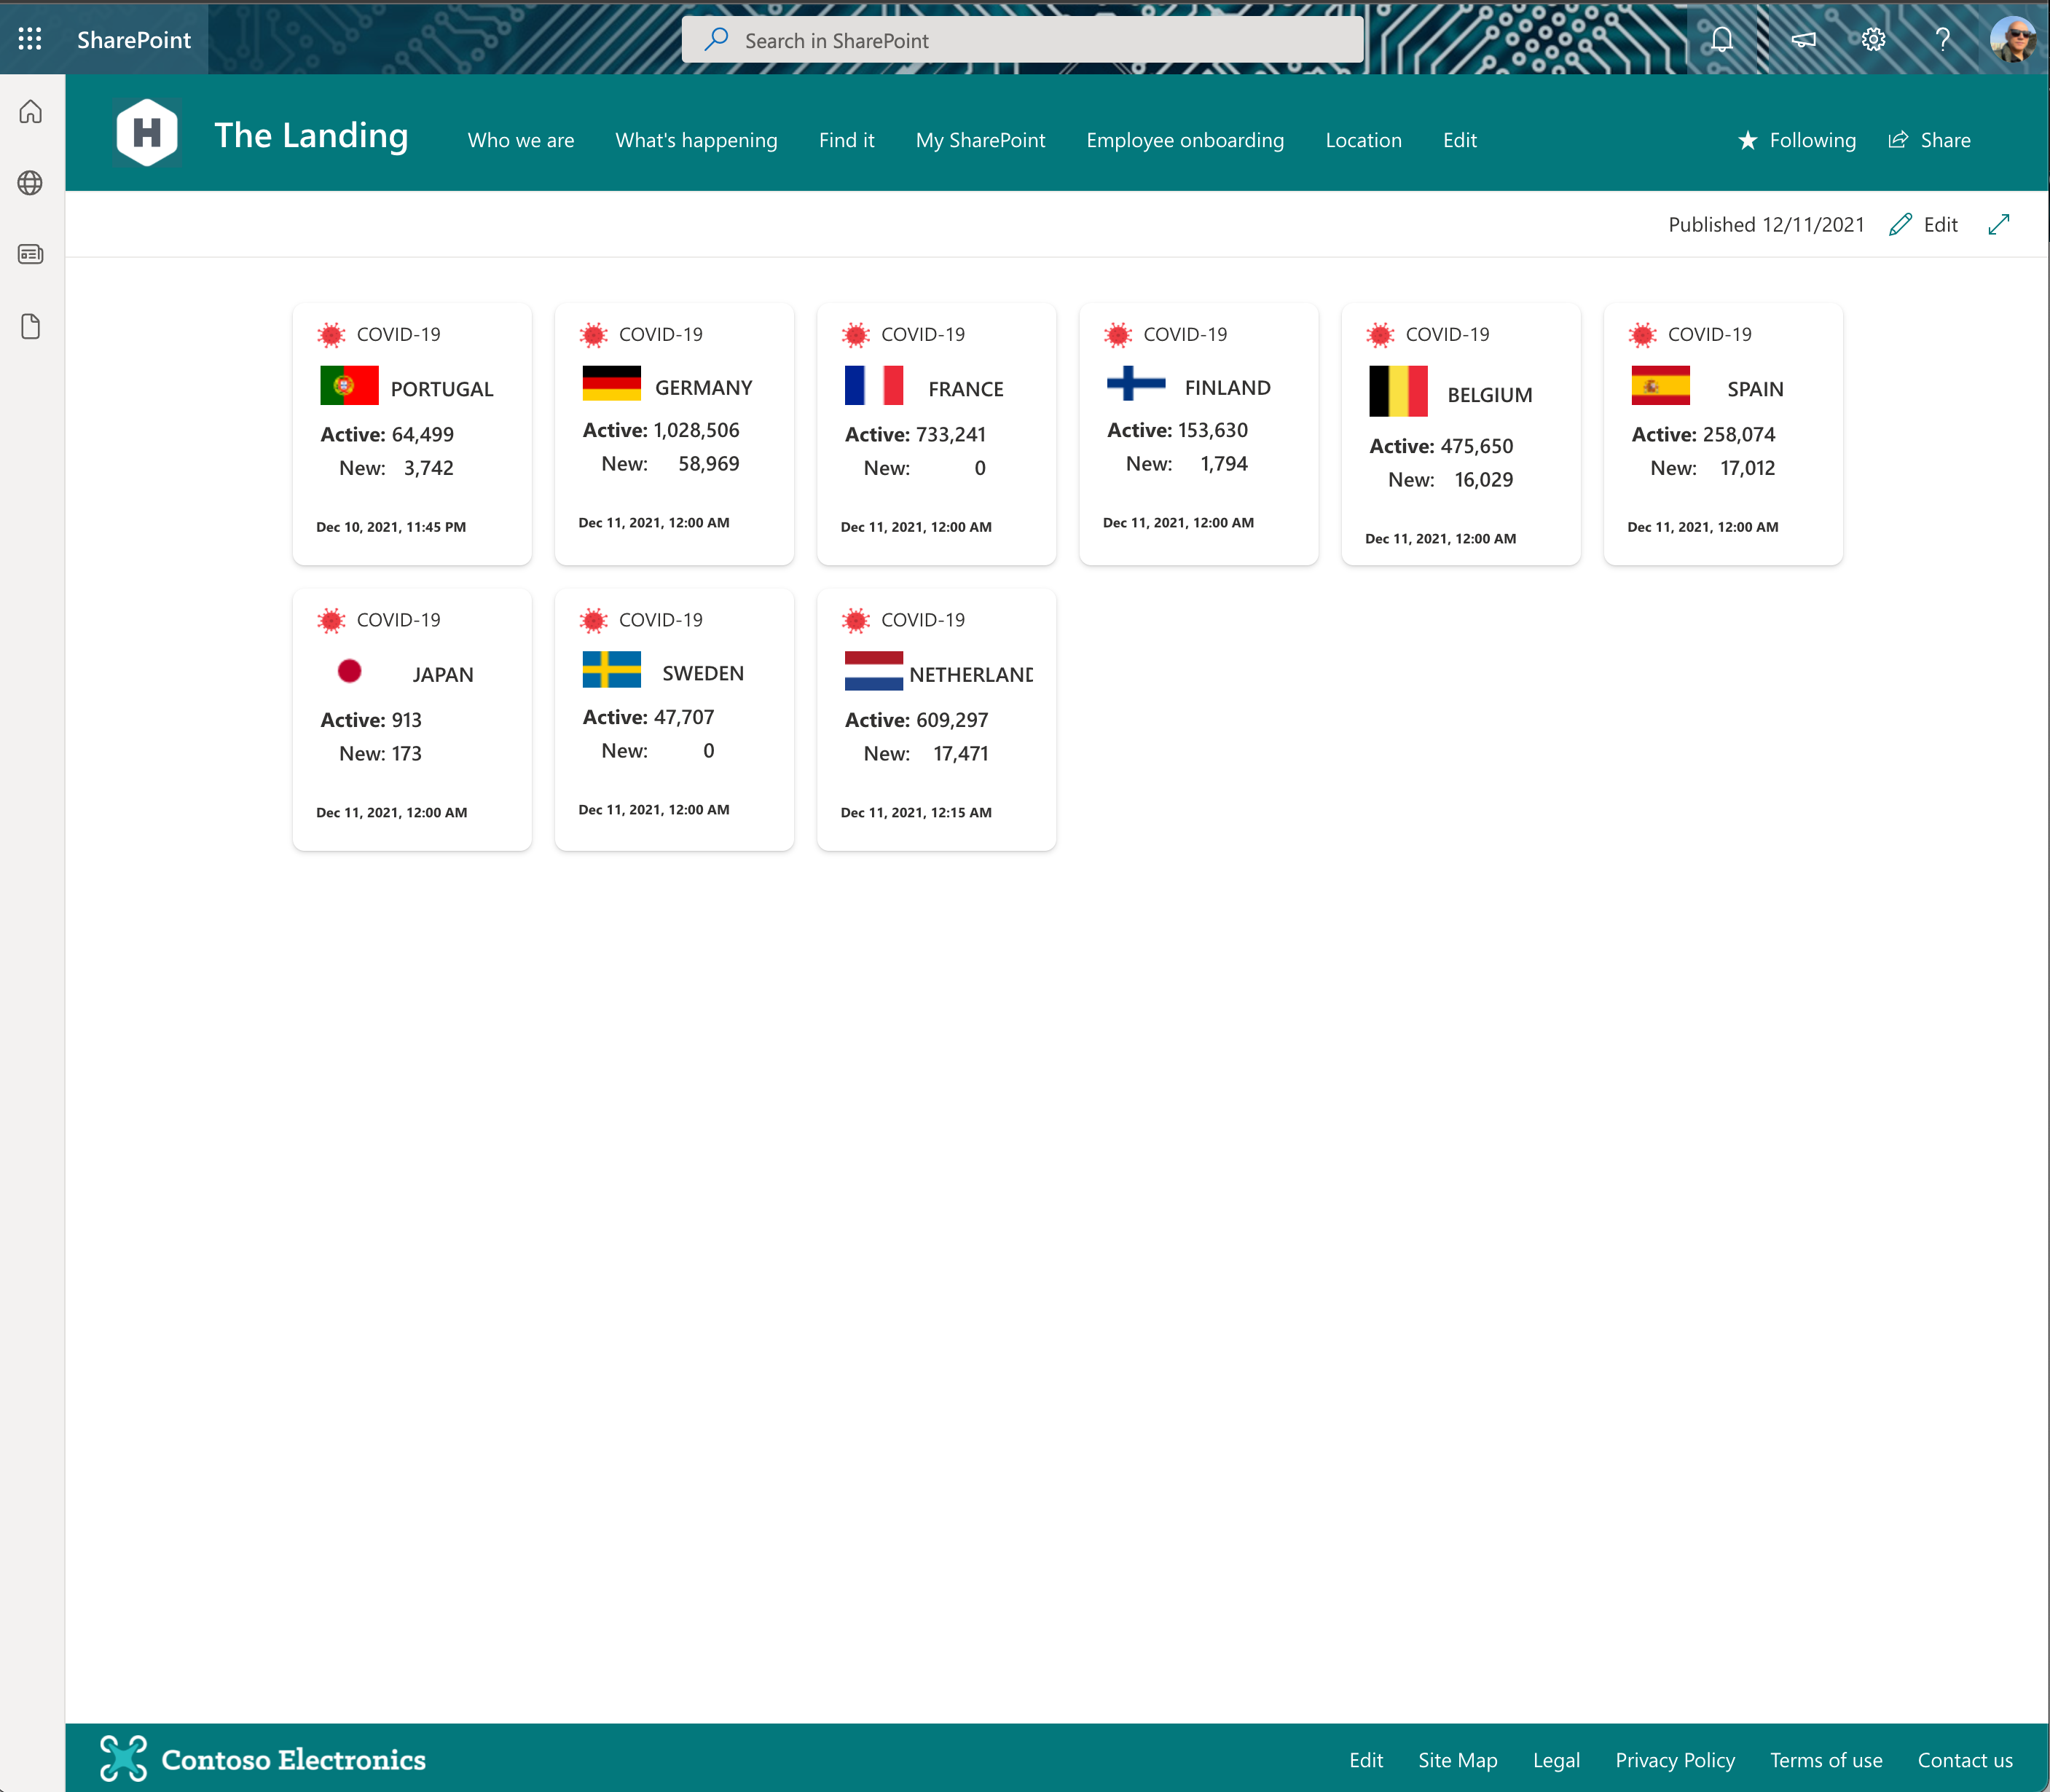 SharePoint
Search in SharePoint
H
The Landing
Who we are
What's happening
Find it
My SharePoint
Employee onboarding
Location
Edit
Following
Share
Published 12/11/2021
Edit
COVID-19
PORTUGAL
Active: 64,499
New: 3,742
Dec 10, 2021, 11:45 PM
COVID-19
GERMANY
Active: 1,028,506
New: 58,969
Dec 11, 2021, 12:00 AM
COVID-19
FRANCE
Active: 733,241
New: 0
Dec 11, 2021, 12:00 AM
COVID-19
FINLAND
Active: 153,630
New: 1,794
Dec 11, 2021, 12:00 AM
COVID-19
BELGIUM
Active: 475,650
New: 16,029
Dec 11, 2021, 12:00 AM
COVID-19
SPAIN
Active: 258,074
New: 17,012
Dec 11, 2021, 12:00 AM
COVID-19
JAPAN
Active: 913
New: 173
Dec 11, 2021, 12:00 AM
COVID-19
SWEDEN
Active: 47,707
New: 0
Dec 11, 2021, 12:00 AM
COVID-19
NETHERLAND
Active: 609,297
New: 17,471
Dec 11, 2021, 12:15 AM
Contoso Electronics
Edit
Site Map
Legal
Privacy Policy
Terms of use
Contact us